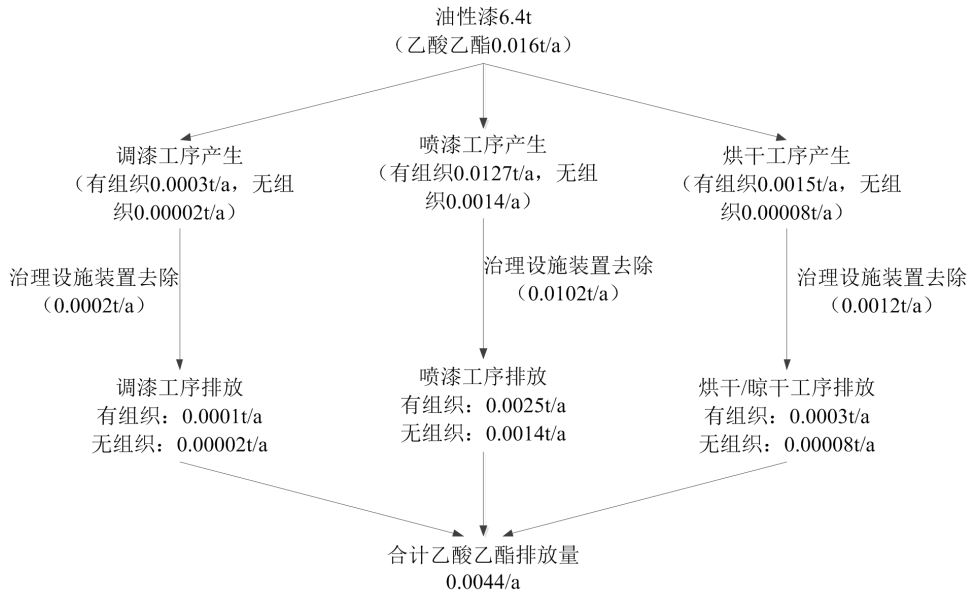 油性漆6.4t
（乙酸乙酯0.016t/a）
调漆工序产生
（有组织0.0003t/a，无组
织0.00002t/a）
喷漆工序产生
（有组织0.0127t/a，无组
织0.0014/a）
烘干工序产生
（有组织0.0015t/a，无组
织0.00008t/a）
治理设施装置去除
（0.0002t/a）
治理设施装置去除
（0.0102t/a）
治理设施装置去除
（0.0012t/a）
调漆工序排放
有组织：0.0001t/a
无组织：0.00002t/a
喷漆工序排放
有组织：0.0025t/a
无组织：0.0014t/a
烘干/晾干工序排放
有组织：0.0003t/a
无组织：0.00008t/a
合计乙酸乙酯排放量
0.0044/a